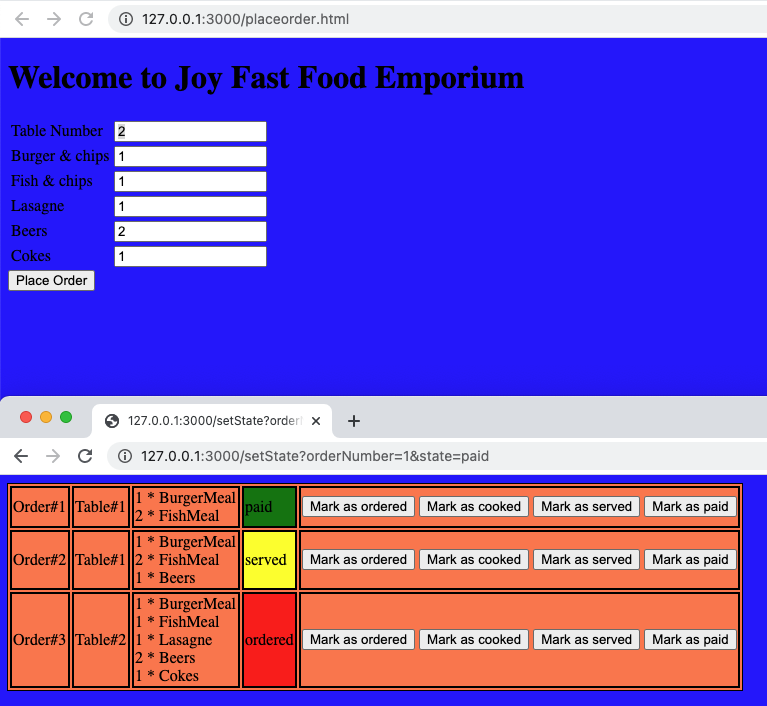 127.0.0.1:3000/placeorder.html
Welcome to Joy Fast Food Emporium
Table Number 2
Burger & chips 1
Fish & chips 1
Lasagne 1
Beers 2
Cokes 1
Place Order
127.0.0.1:3000/setState?order
127.0.0.1:3000/setState?orderNumber=1&state=paid
Order#1 Table#1 1 * BurgerMeal
2 * FishMeal
paid Mark as ordered Mark as cooked Mark as served Mark as paid
Order#2 Table#1 1 * BurgerMeal
2 * FishMeal
1 * Beers
served Mark as ordered Mark as cooked Mark as served Mark as paid
Order#3 Table#2 1 * BurgerMeal
1 * FishMeal
1 * Lasagne
2 * Beers
1 * Cokes
ordered Mark as ordered Mark as cooked Mark as served Mark as paid